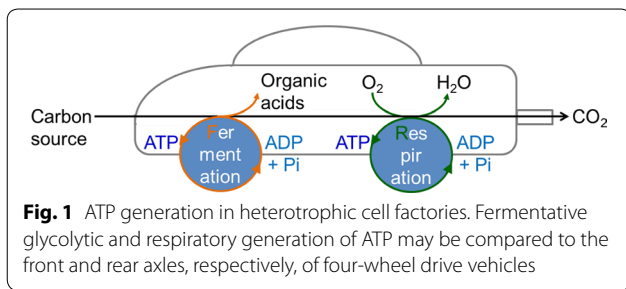 Organic
acids
O₂
H₂O
Carbon
source
CO₂
Fer
ment
ation
ATP
ADP
+ Pi
Res
pir
ation
ATP
ADP
+ Pi
Fig. 1 ATP generation in heterotrophic cell factories. Fermentative
glycolytic and respiratory generation of ATP may be compared to the
front and rear axles, respectively, of four-wheel drive vehicles